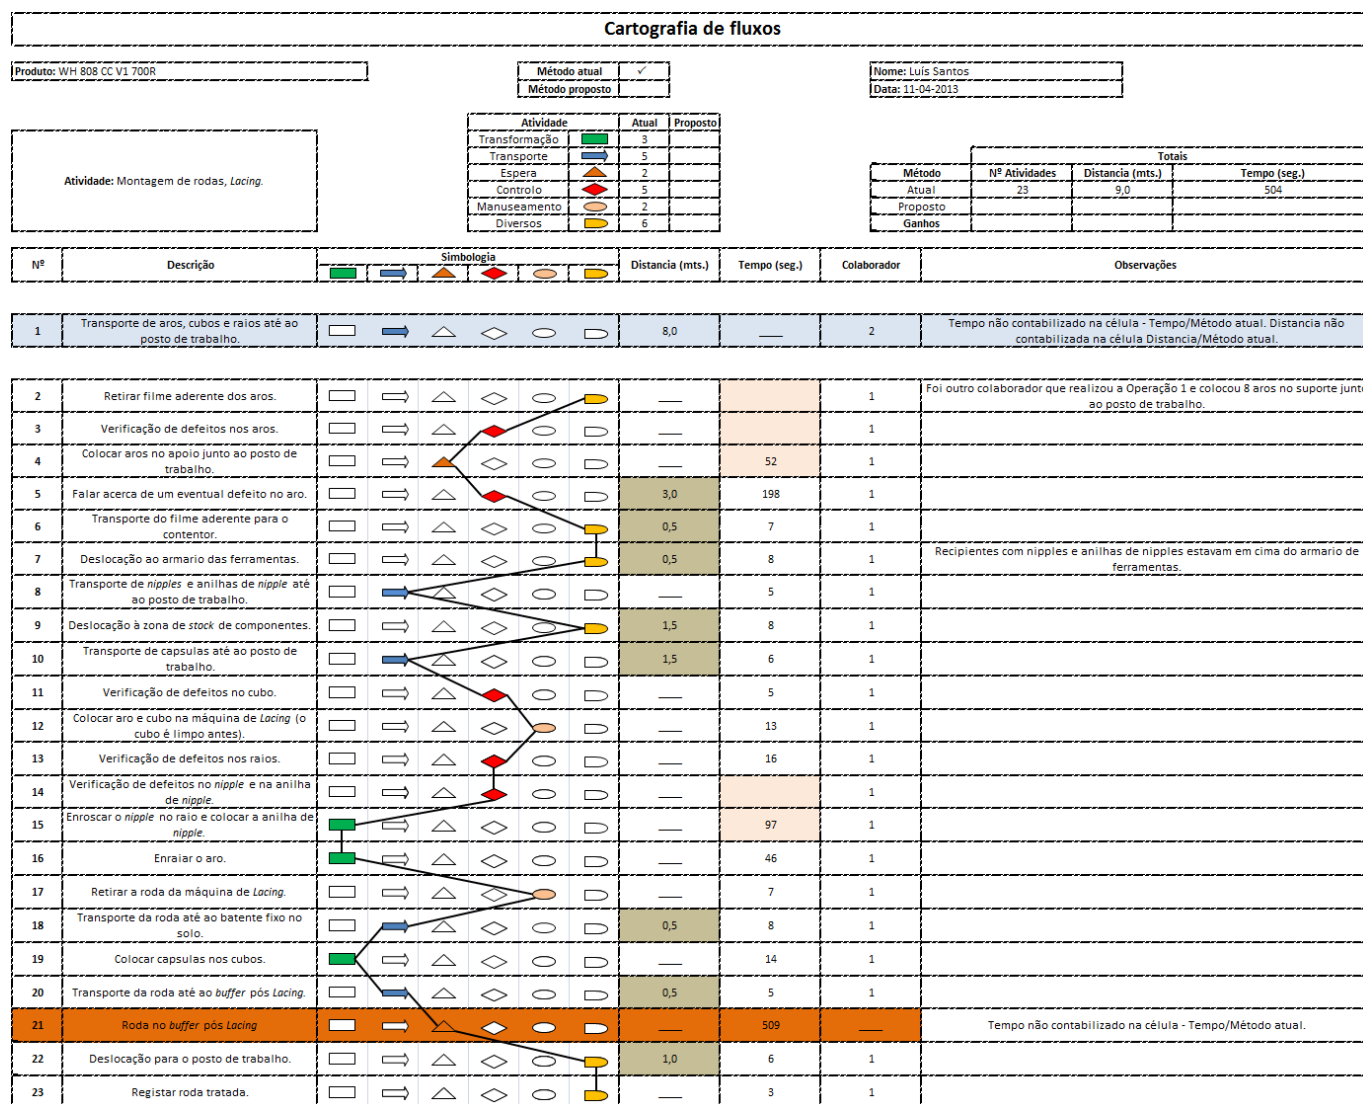 Cartografia de fluxos
Produto: WH 808 CC V1 700R
Método atual ✓
Método proposto
Nome: Luís Santos
Data: 11-04-2013
Atividade: Montagem de rodas, Lacing.
Atividade Atual Proposto
Transformação 3
Transporte 5
Espera 2
Controlo 5
Manuseamento 2
Diversos 6
Totais
Método Nº Atividades Distancia (mts.) Tempo (seg.)
Atual 23 9,0 504
Proposto
Ganhos
Nº Descrição Simbologia Distancia (mts.) Tempo (seg.) Colaborador Observações
1 Transporte de aros, cubos e raios até ao
posto de trabalho. 8,0 ____ 2 Tempo não contabilizado na célula - Tempo/Método atual. Distancia não
contabilizada na célula Distancia/Método atual.
2 Retirar filme aderente dos aros. ____ 1 Foi outro colaborador que realizou a Operação 1 e colocou 8 aros no suporte junto
ao posto de trabalho.
3 Verificação de defeitos nos aros. ____ 1
4 Colocar aros no apoio junto ao posto de
trabalho. ____ 52 1
5 Falar acerca de um eventual defeito no aro. 3,0 198 1
6 Transporte do filme aderente para o
contentor. 0,5 7 1
7 Deslocação ao armario das ferramentas. 0,5 8 1 Recipientes com nipples e anilhas de nipples estavam em cima do armario de
ferramentas.
8 Transporte de nipples e anilhas de nipple até
ao posto de trabalho. ____ 5 1
9 Deslocação à zona de stock de componentes. 1,5 8 1
10 Transporte de capsulas até ao posto de
trabalho. 1,5 6 1
11 Verificação de defeitos no cubo. ____ 5 1
12 Colocar aro e cubo na máquina de Lacing (o
cubo é limpo antes). ____ 13 1
13 Verificação de defeitos nos raios. ____ 16 1
14 Verificação de defeitos no nipple e na anilha
de nipple. ____ 1
15 Enroscar o nipple no raio e colocar a anilha de
nipple. ____ 97 1
16 Enraiar o aro. ____ 46 1
17 Retirar a roda da máquina de Lacing. ____ 7 1
18 Transporte da roda até ao batente fixo no
solo. 0,5 8 1
19 Colocar capsulas nos cubos. ____ 14 1
20 Transporte da roda até ao buffer pós Lacing. 0,5 5 1
21 Roda no buffer pós Lacing ____ 509 ____ Tempo não contabilizado na célula - Tempo/Método atual.
22 Deslocação para o posto de trabalho. 1,0 6 1
23 Registar roda tratada. ____ 3 1